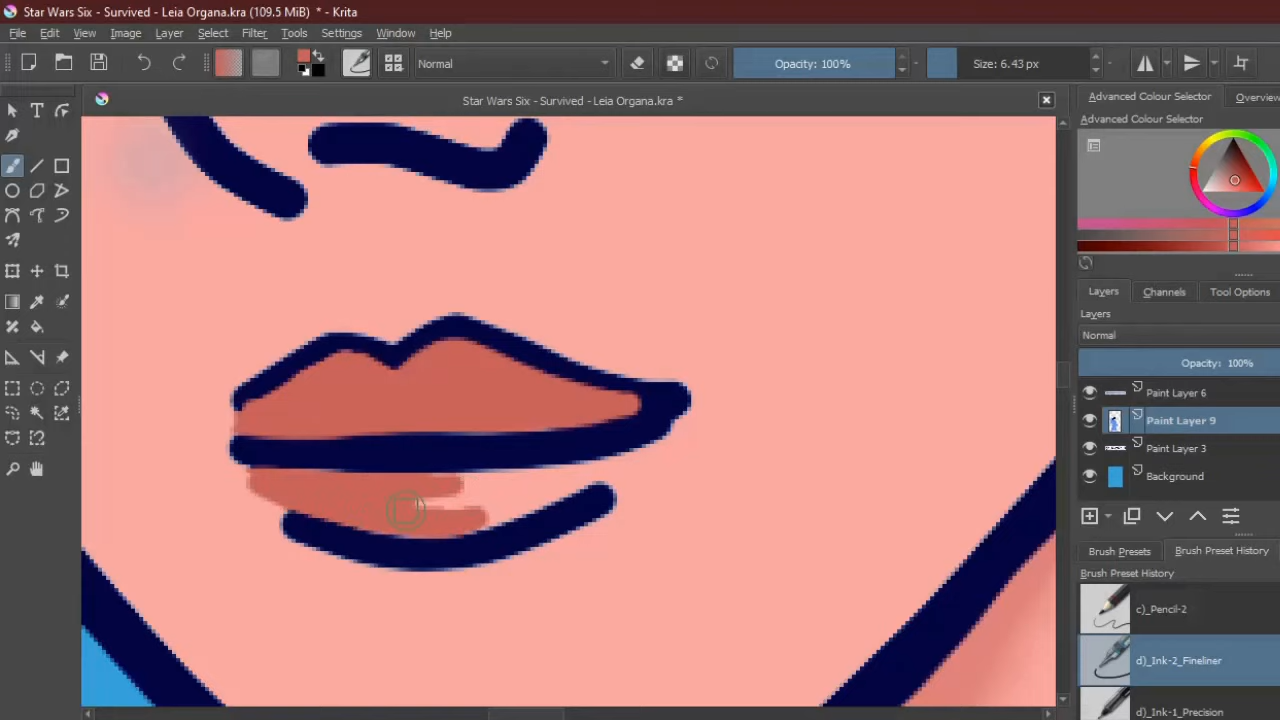 Star Wars Six - Survived - Leia Organa.kra (109.5 MiB) * - Krita
File Edit View Image Layer Filter Tools Settings Window Help
Normal Opacity: 100% Size: 6.43 px
Star Wars Six - Survived - Leia Organa.kra *
Advanced Colour Selector Overview
Advanced Colour Selector
Layers Channels Tool Options
Layers
Normal
Opacity: 100%
Paint Layer 6
Paint Layer 9
Paint Layer 3
Background
Brush Presets Brush Preset History
Brush Preset History
c)_Pencil-2
d)_Ink-2_Fineliner
d)_Ink-1_Precision